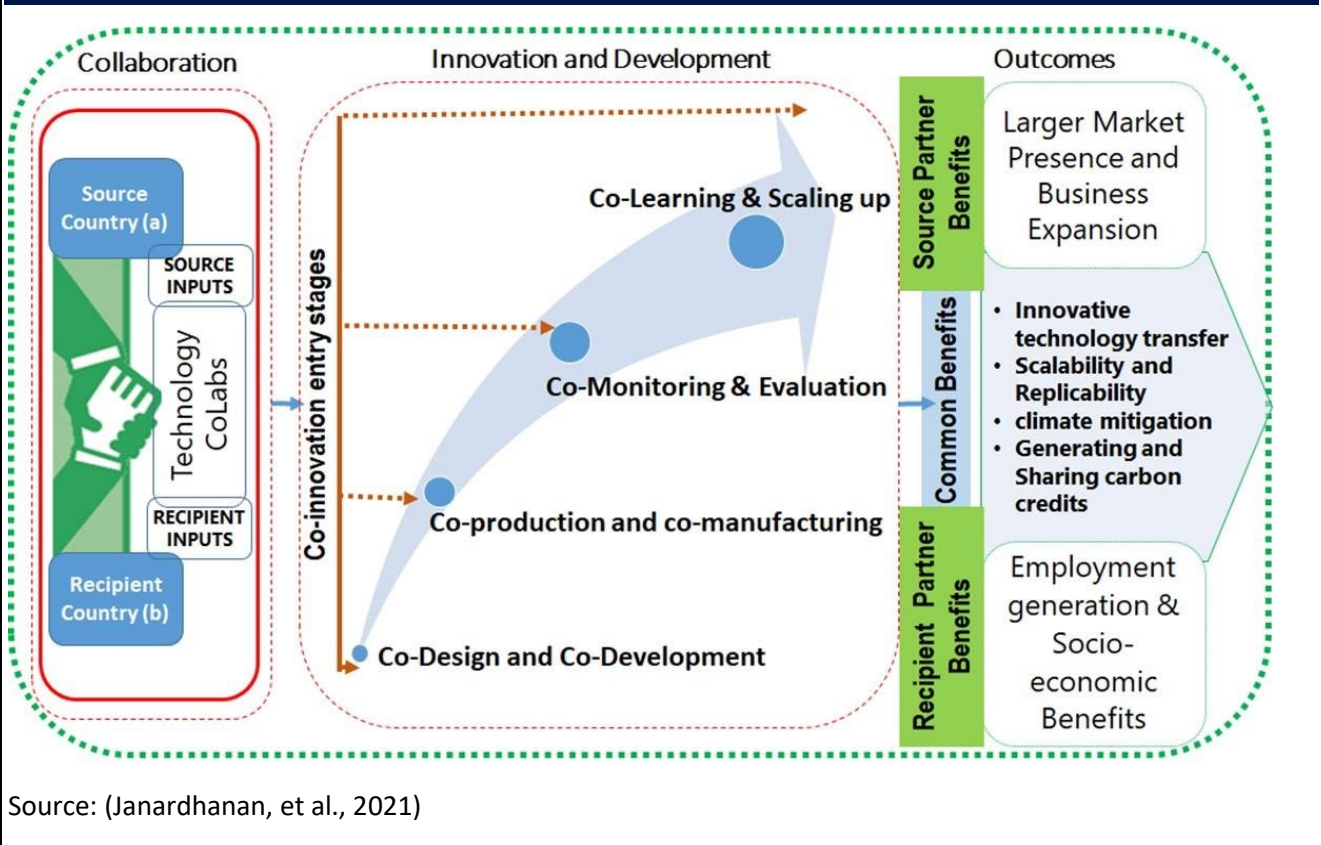 Collaboration
Innovation and Development
Outcomes
Source
Country (a)
SOURCE
INPUTS
Technology
CoLabs
RECIPIENT
INPUTS
Recipient
Country (b)
Co-innovation entry stages
Co-Learning & Scaling up
Co-Monitoring & Evaluation
Co-production and co-manufacturing
Co-Design and Co-Development
Source Partner
Benefits
Larger Market
Presence and
Business
Expansion
Common Benefits
• Innovative
technology transfer
• Scalability and
Replicability
• climate mitigation
• Generating and
Sharing carbon
credits
Recipient Partner
Benefits
Employment
generation &
Socio-
economic
Benefits
Source: (Janardhanan, et al., 2021)